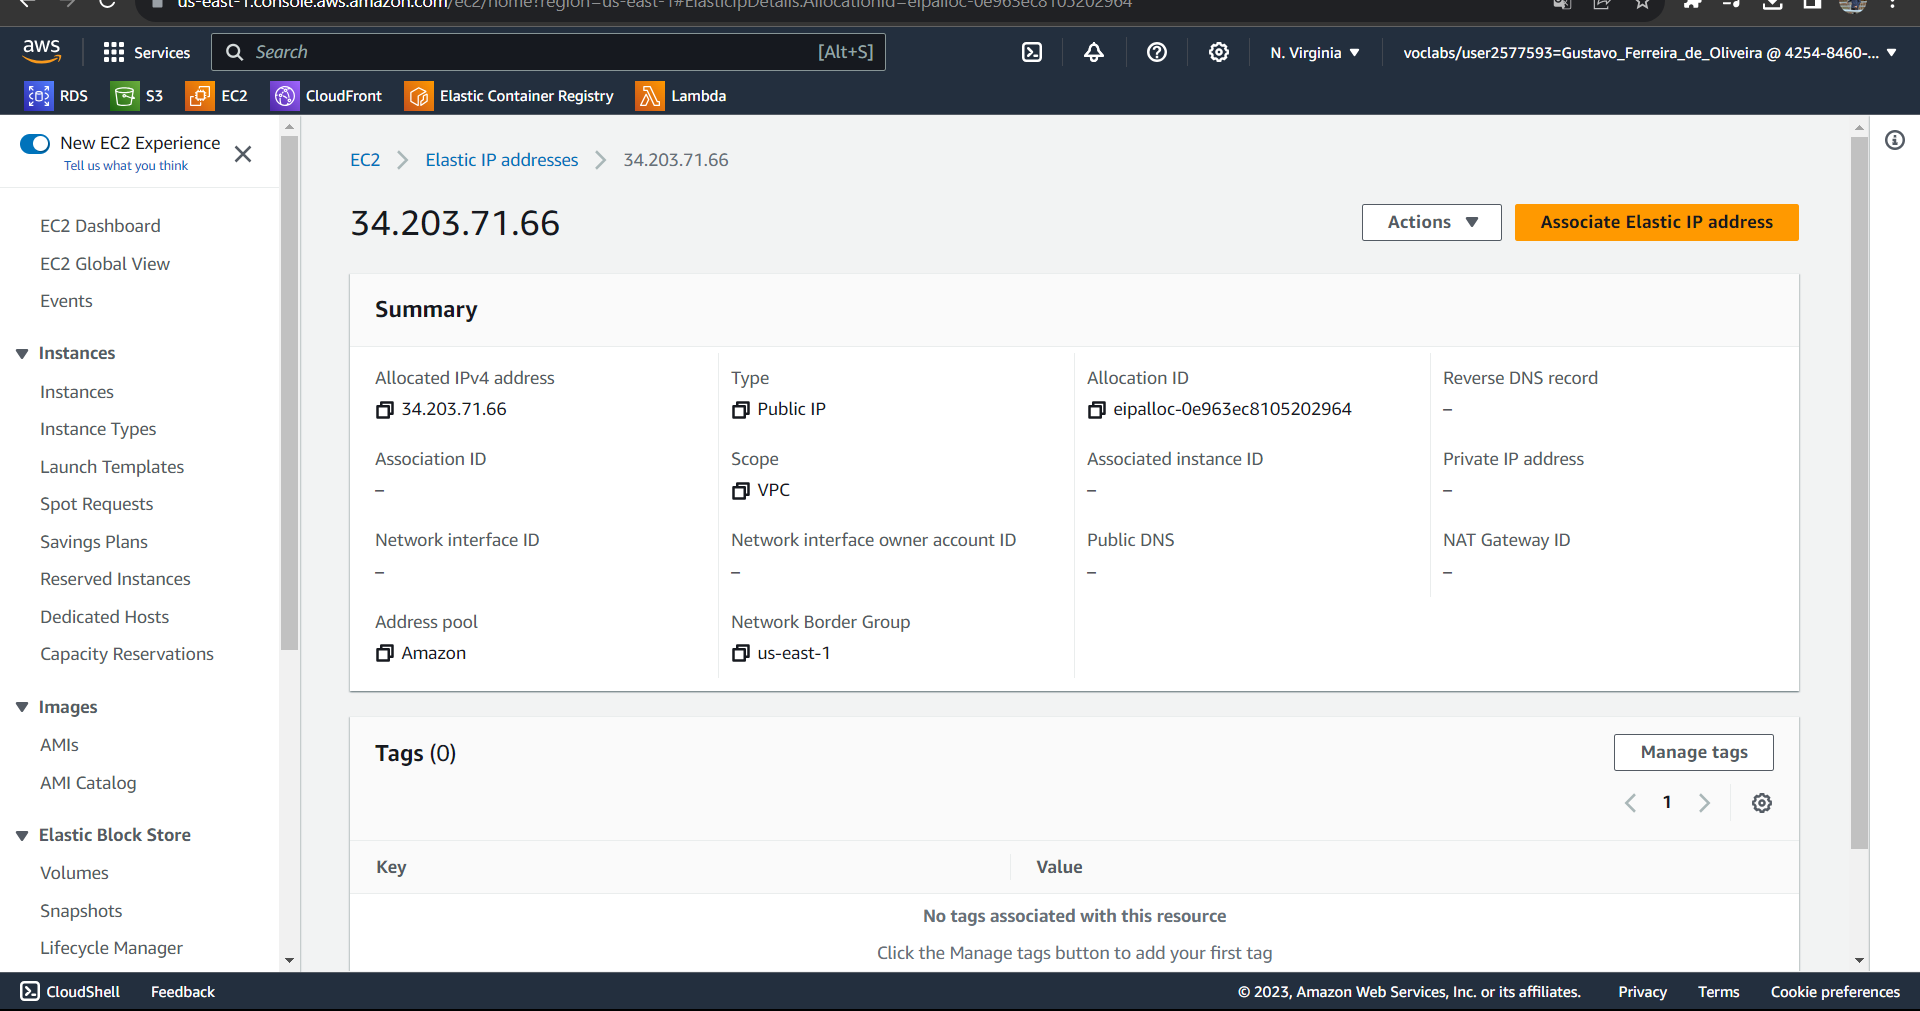 us-east-1.console.aws.amazon.com/ec2/home?region=us-east-1#ElasticIpDetails:AllocationId=eipalloc-0e963ec8105202964
aws Services Search [Alt+S] N. Virginia voclabs/user2577593=Gustavo_Ferreira_de_Oliveira @ 4254-8460-...
RDS S3 EC2 CloudFront Elastic Container Registry Lambda
New EC2 Experience
Tell us what you think
EC2 Dashboard
EC2 Global View
Events
Instances
Instances
Instance Types
Launch Templates
Spot Requests
Savings Plans
Reserved Instances
Dedicated Hosts
Capacity Reservations
Images
AMIs
AMI Catalog
Elastic Block Store
Volumes
Snapshots
Lifecycle Manager
EC2 Elastic IP addresses 34.203.71.66
34.203.71.66 Actions Associate Elastic IP address
Summary
Allocated IPv4 address Type Allocation ID Reverse DNS record
34.203.71.66 Public IP eipalloc-0e963ec8105202964 –
Association ID Scope Associated instance ID Private IP address
– VPC – –
Network interface ID Network interface owner account ID Public DNS NAT Gateway ID
– – – –
Address pool Network Border Group
Amazon us-east-1
Tags (0) Manage tags
1
Key Value
No tags associated with this resource
Click the Manage tags button to add your first tag
CloudShell Feedback © 2023, Amazon Web Services, Inc. or its affiliates. Privacy Terms Cookie preferences